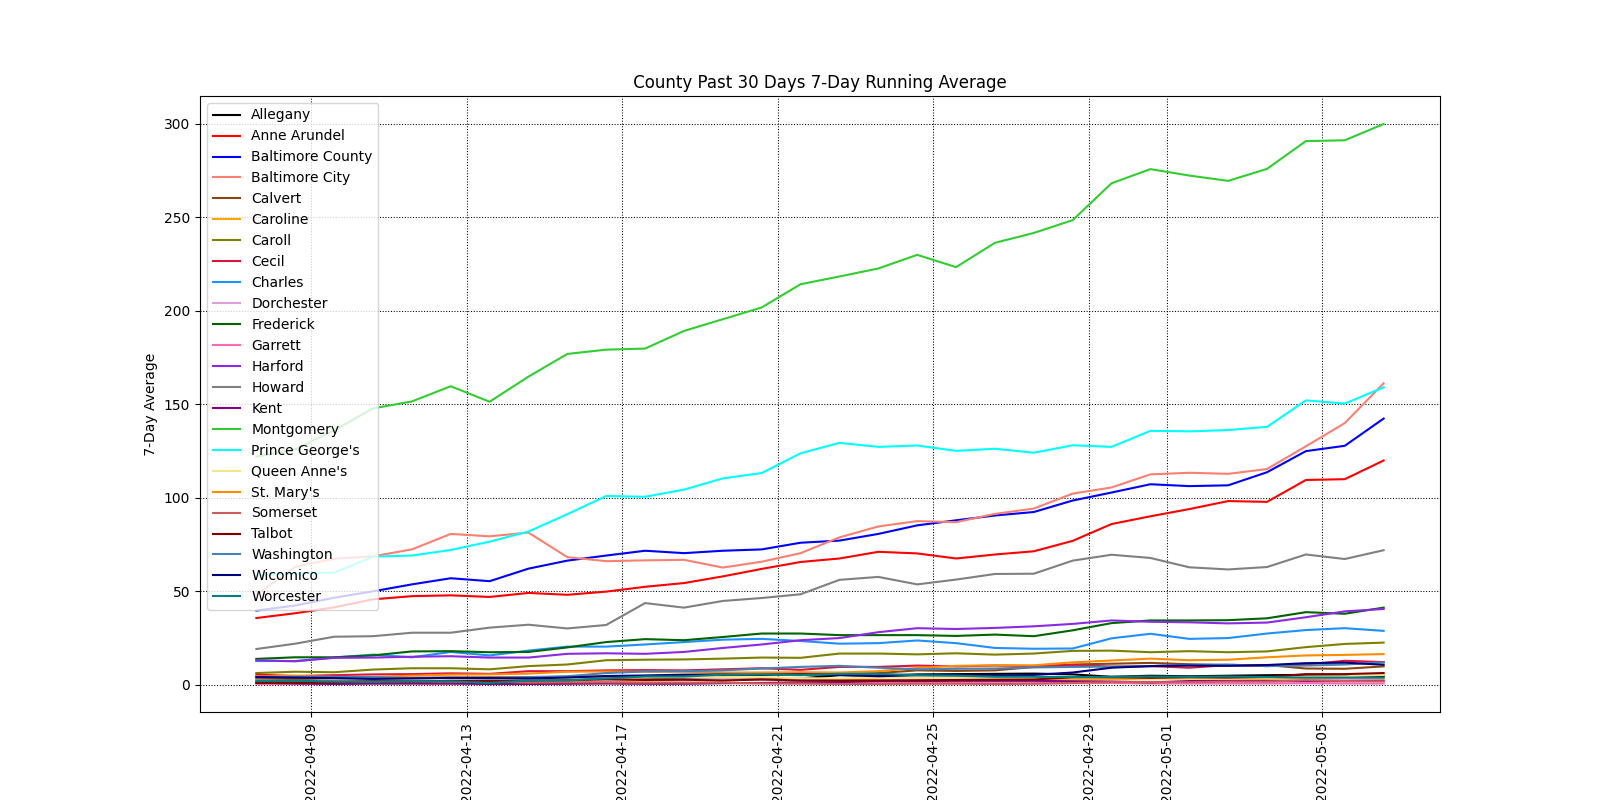 County Past 30 Days 7-Day Running Average
7-Day Average
300
250
200
150
100
50
0
Allegany
Anne Arundel
Baltimore County
Baltimore City
Calvert
Caroline
Caroll
Cecil
Charles
Dorchester
Frederick
Garrett
Harford
Howard
Kent
Montgomery
Prince George's
Queen Anne's
St. Mary's
Somerset
Talbot
Washington
Wicomico
Worcester
2022-04-09
2022-04-13
2022-04-17
2022-04-21
2022-04-25
2022-04-29
2022-05-01
2022-05-05